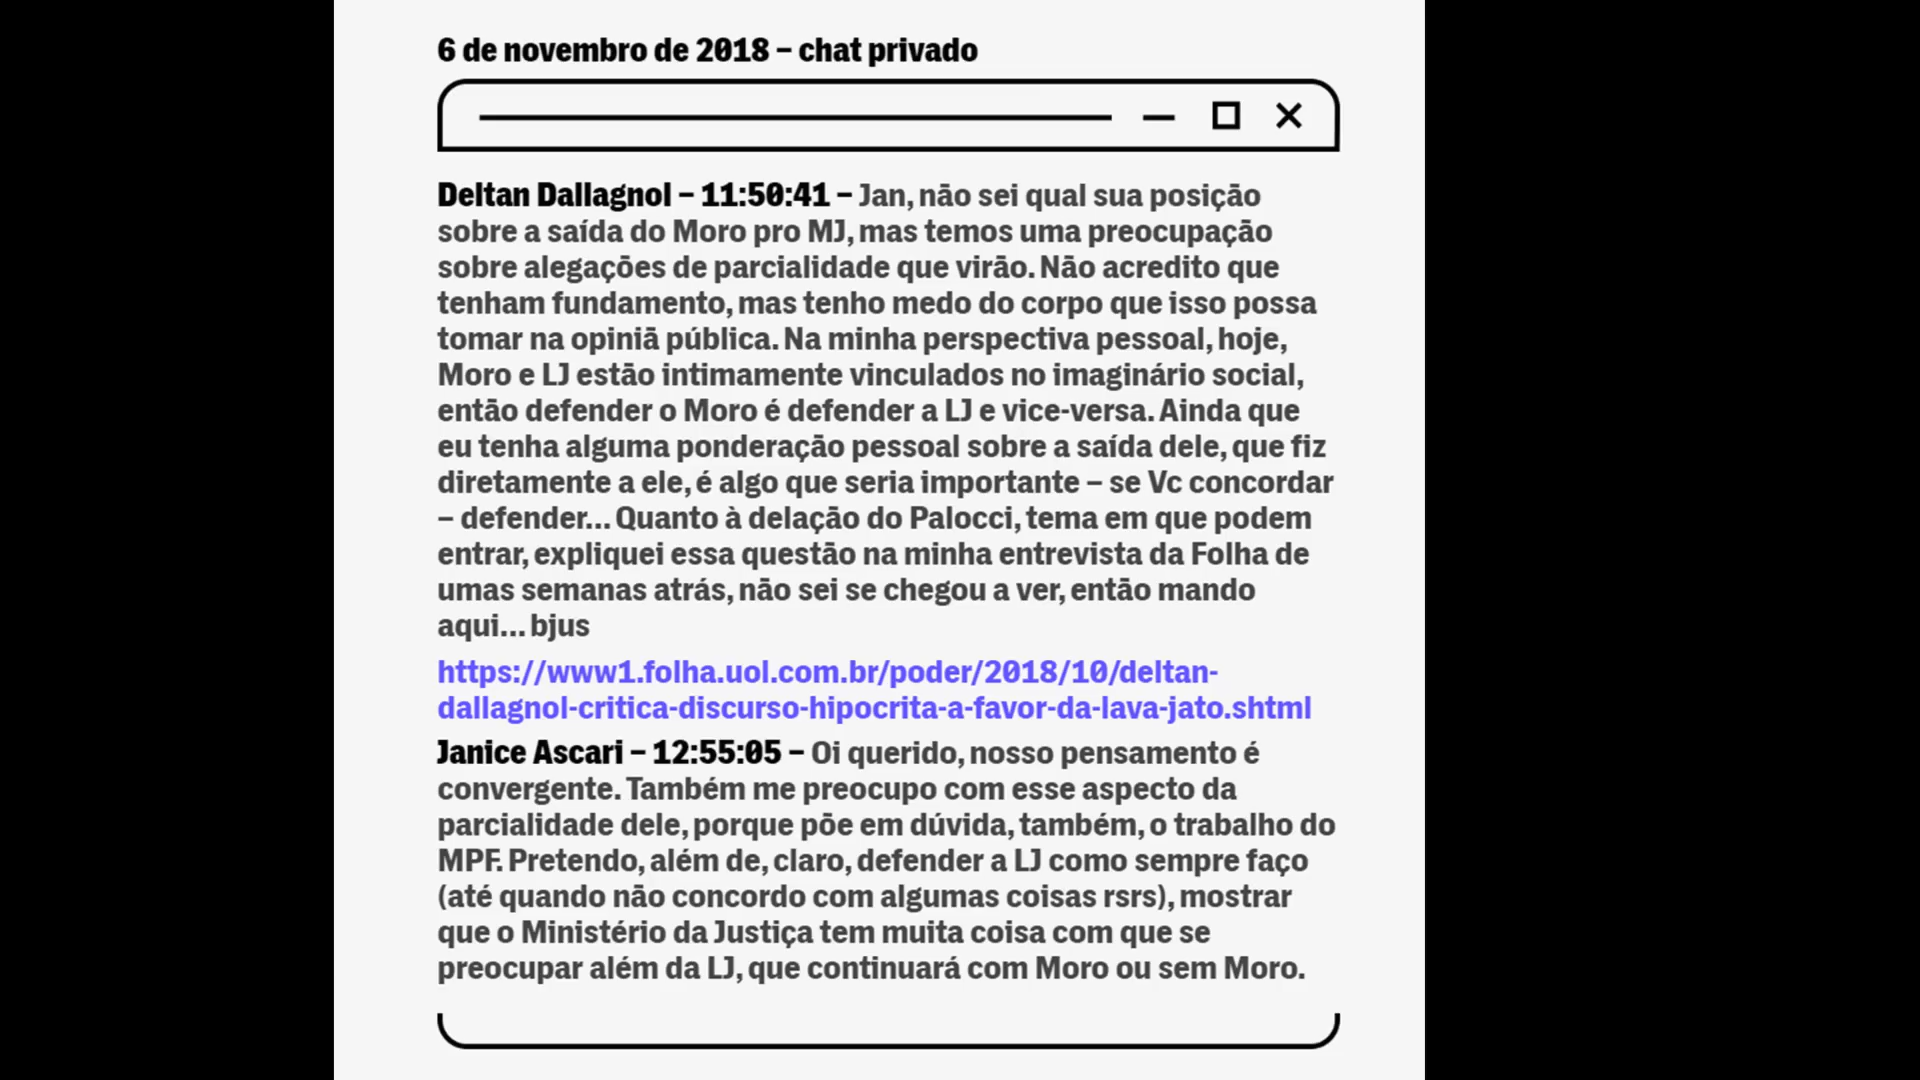 6 de novembro de 2018 – chat privado
Deltan Dallagnol – 11:50:41 – Jan, não sei qual sua posição
sobre a saída do Moro pro MJ, mas temos uma preocupação
sobre alegações de parcialidade que virão. Não acredito que
tenham fundamento, mas tenho medo do corpo que isso possa
tomar na opiniã pública. Na minha perspectiva pessoal, hoje,
Moro e LJ estão intimamente vinculados no imaginário social,
então defender o Moro é defender a LJ e vice-versa. Ainda que
eu tenha alguma ponderação pessoal sobre a saída dele, que fiz
diretamente a ele, é algo que seria importante – se Vc concordar
– defender... Quanto à delação do Palocci, tema em que podem
entrar, expliquei essa questão na minha entrevista da Folha de
umas semanas atrás, não sei se chegou a ver, então mando
aqui... bjus
https://www1.folha.uol.com.br/poder/2018/10/deltan-
dallagnol-critica-discurso-hipocrita-a-favor-da-lava-jato.shtml
Janice Ascari – 12:55:05 – Oi querido, nosso pensamento é
convergente. Também me preocupo com esse aspecto da
parcialidade dele, porque põe em dúvida, também, o trabalho do
MPF. Pretendo, além de, claro, defender a LJ como sempre faço
(até quando não concordo com algumas coisas rsrs), mostrar
que o Ministério da Justiça tem muita coisa com que se
preocupar além da LJ, que continuará com Moro ou sem Moro.